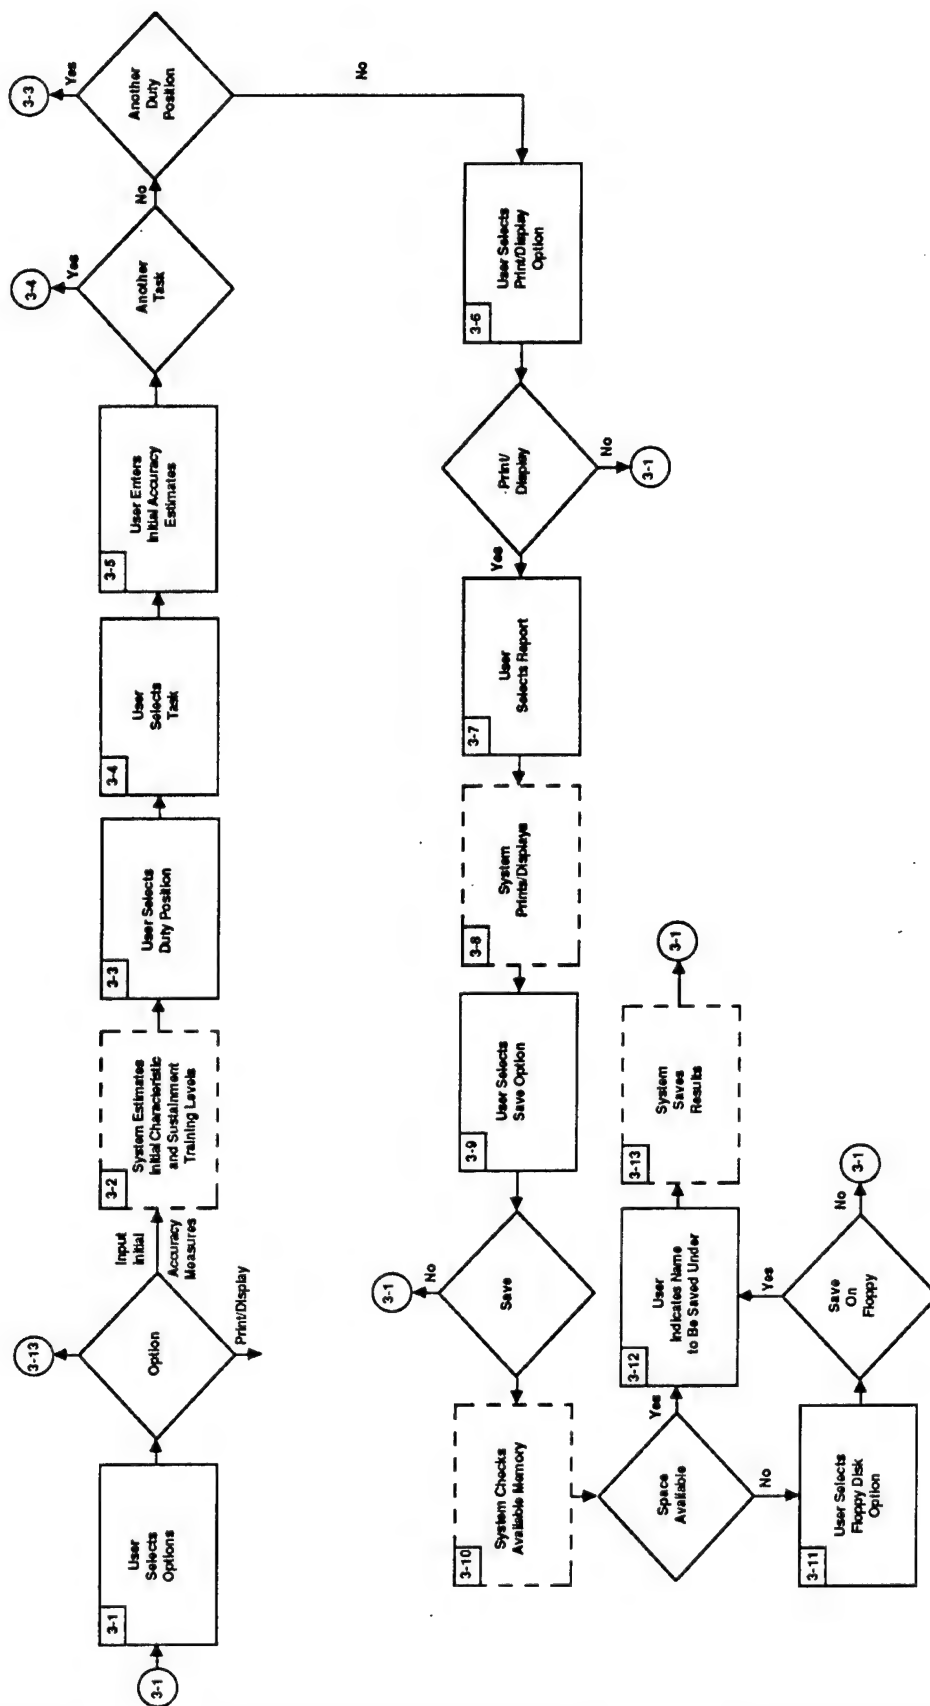 3-1
3-1
User
Selects
Options
3-13
Option
Input
Initial
Accuracy
Measures
Print/Display
3-2
System Estimates
Initial Characteristic
and Sustainment
Training Levels
3-3
User Selects
Duty Position
3-4
User
Selects
Task
3-5
User Enters
Initial Accuracy
Estimates
3-4
Yes
Another
Task
No
3-3
Yes
Another
Duty
Position
No
3-6
User Selects
Print/Display
Option
Print/
Display
No
3-1
Yes
3-7
User
Selects Report
3-8
System
Prints/Displays
3-9
User Selects
Save Option
3-1
No
Save
3-10
System Checks
Available Memory
Space
Available
Yes
No
3-11
User Selects
Floppy Disk
Option
Save
On
Floppy
No
3-1
Yes
3-12
User
Indicates Name
to Be Saved Under
3-13
System
Saves
Results
3-1